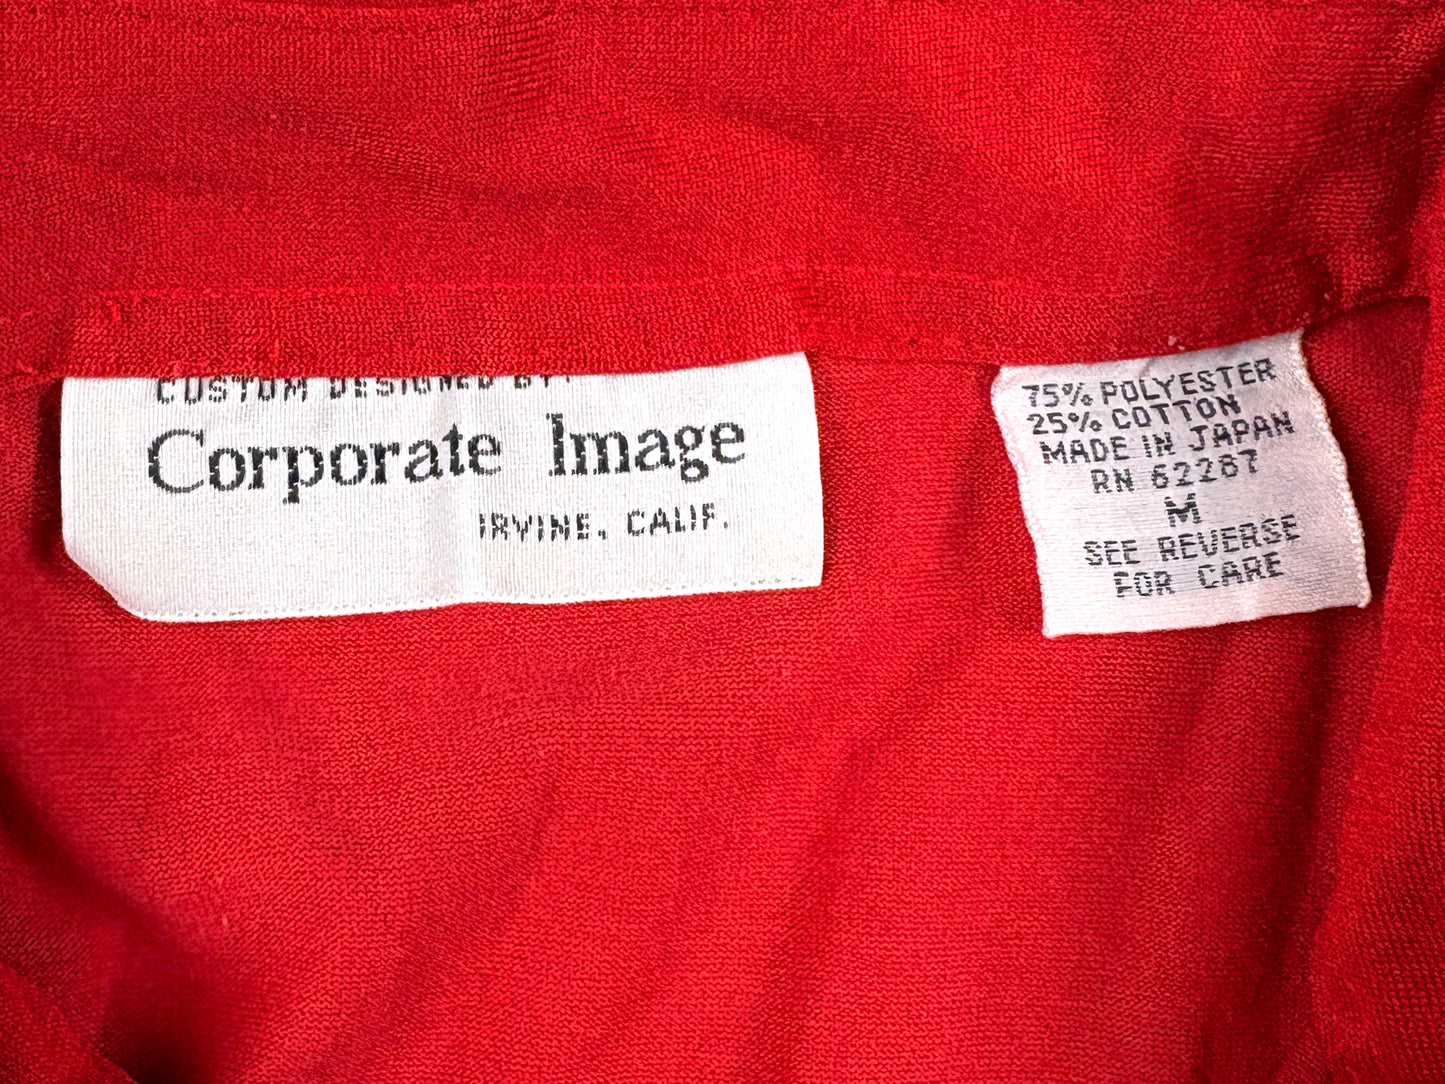 CUSTOM DESIGNED BY:
Corporate Image
IRVINE, CALIF.
75% POLYESTER
25% COTTON
MADE IN JAPAN
RN 62287
M
SEE REVERSE
FOR CARE